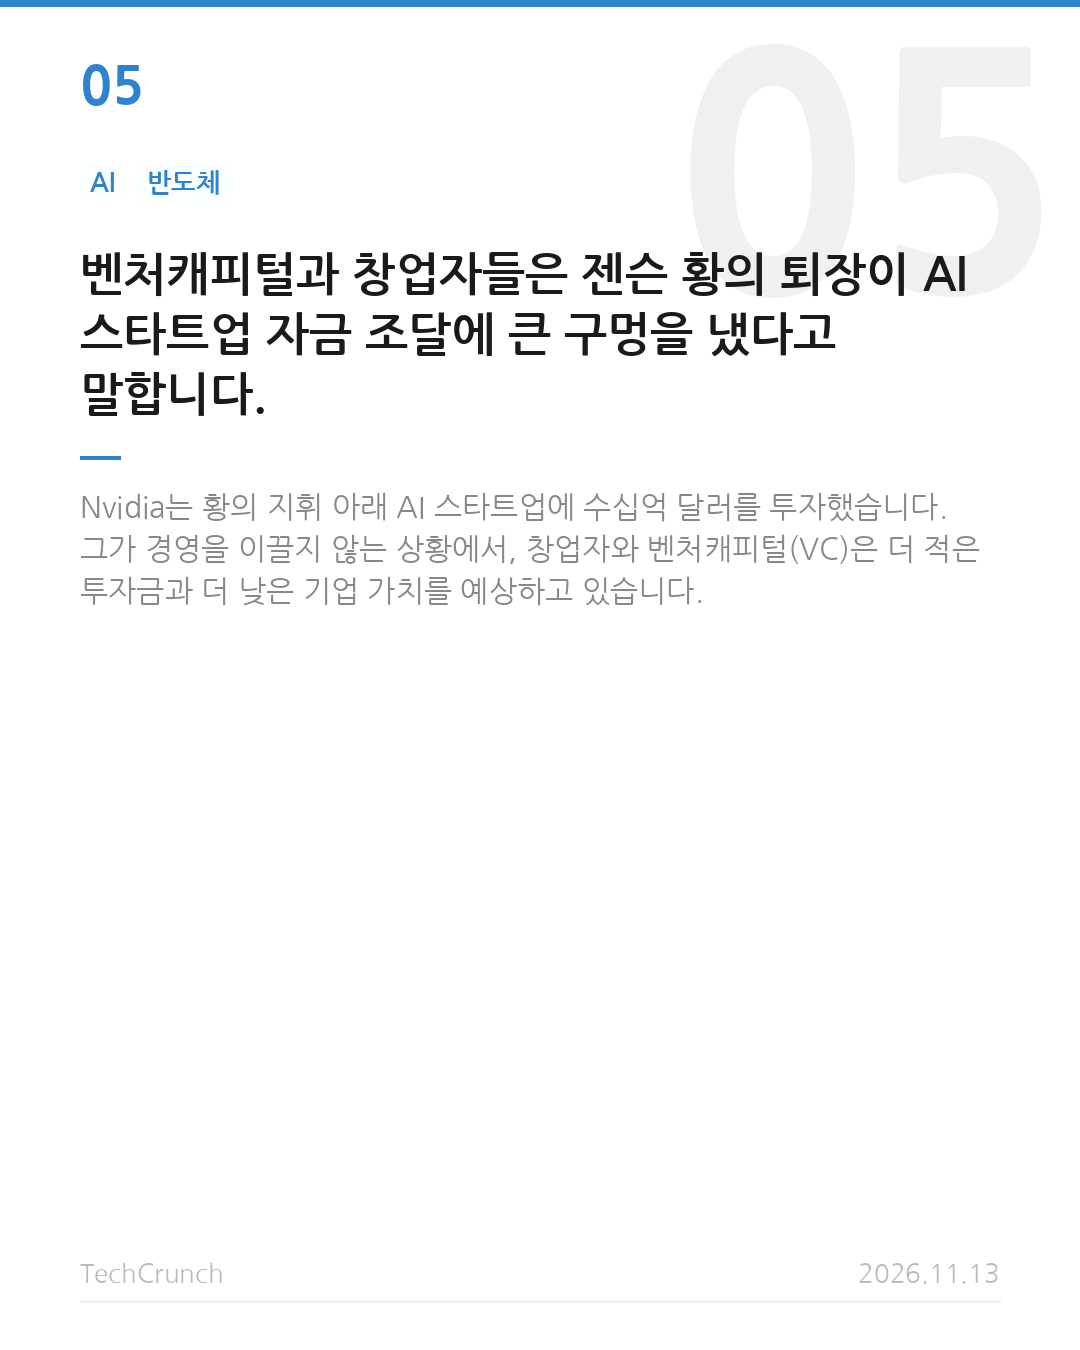 05
05
AI 반도체
벤처캐피털과 창업자들은 젠슨 황의 퇴장이 AI
스타트업 자금 조달에 큰 구멍을 냈다고
말합니다.
Nvidia는 황의 지휘 아래 AI 스타트업에 수십억 달러를 투자했습니다.
그가 경영을 이끌지 않는 상황에서, 창업자와 벤처캐피털(VC)은 더 적은
투자금과 더 낮은 기업 가치를 예상하고 있습니다.
TechCrunch 2026.11.13